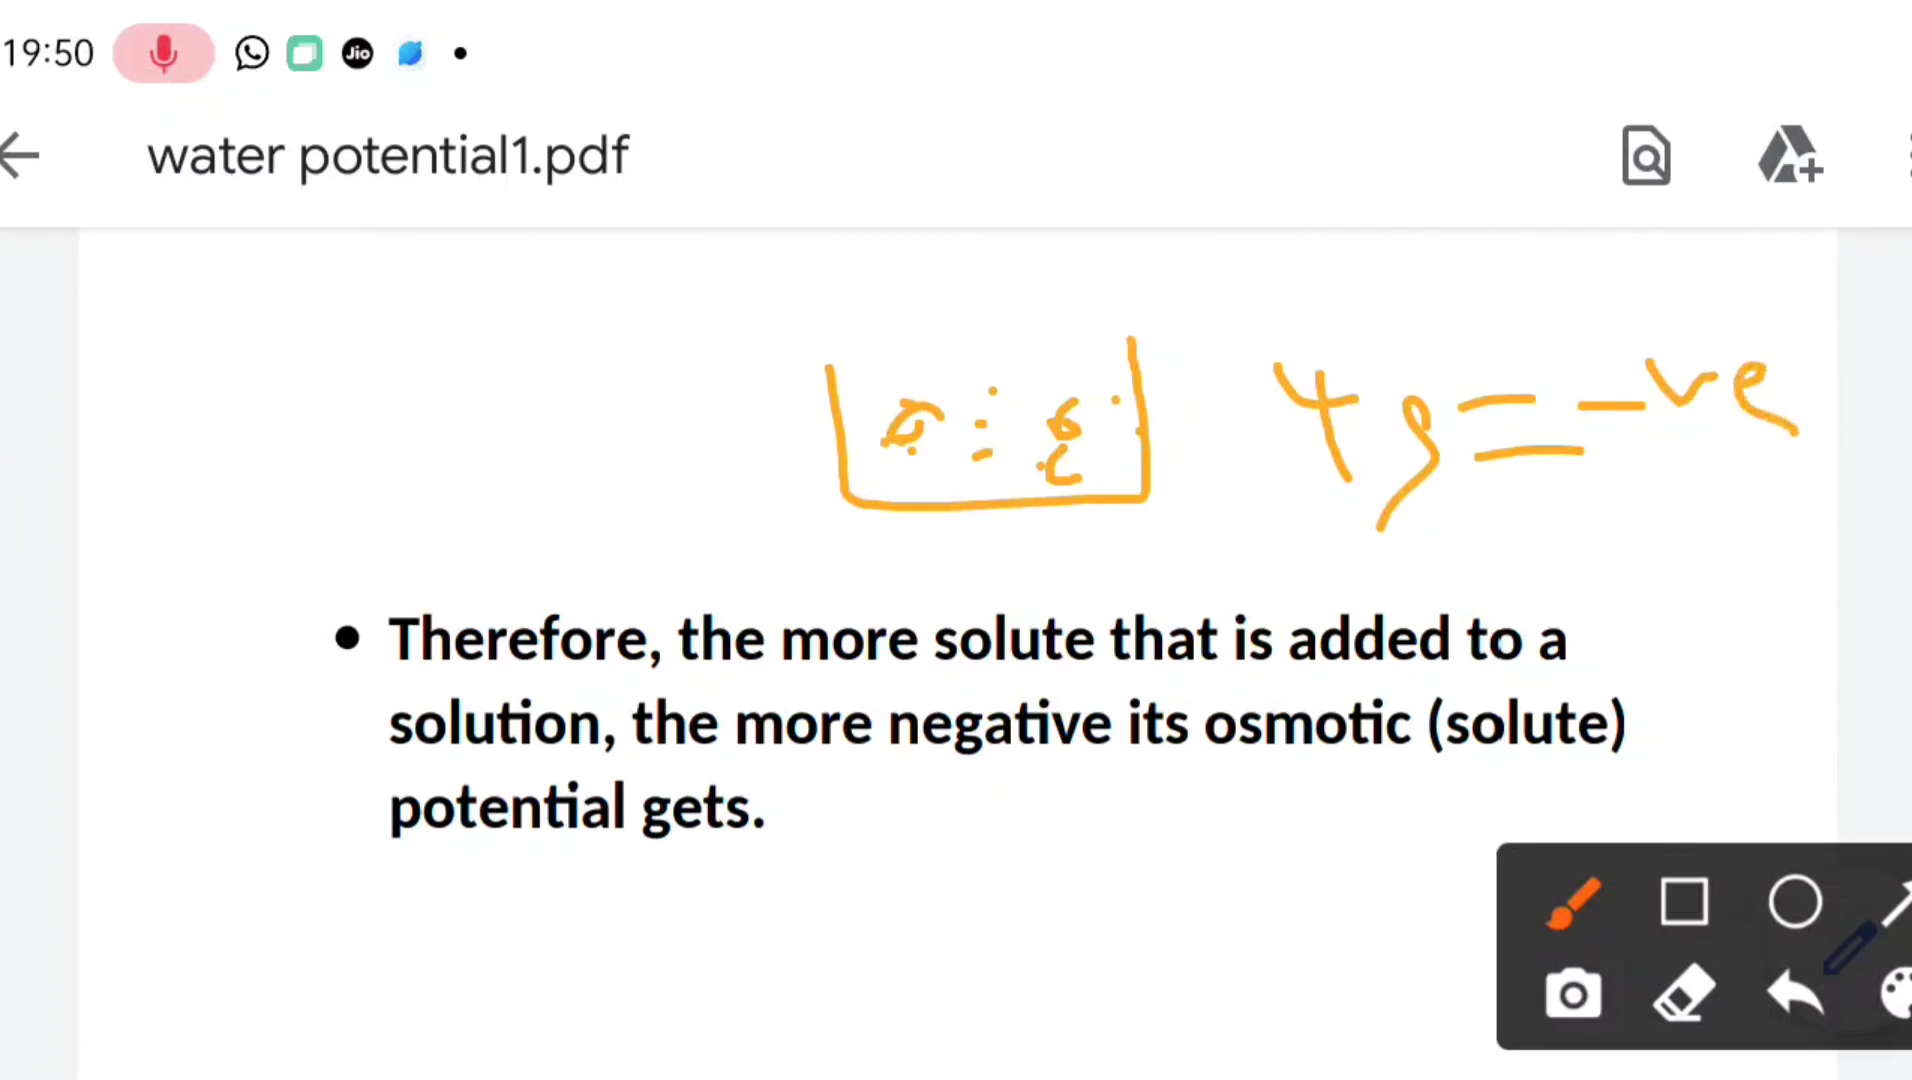 19:50
Jio
water potential1.pdf
Ψs = -ve
• Therefore, the more solute that is added to a
solution, the more negative its osmotic (solute)
potential gets.